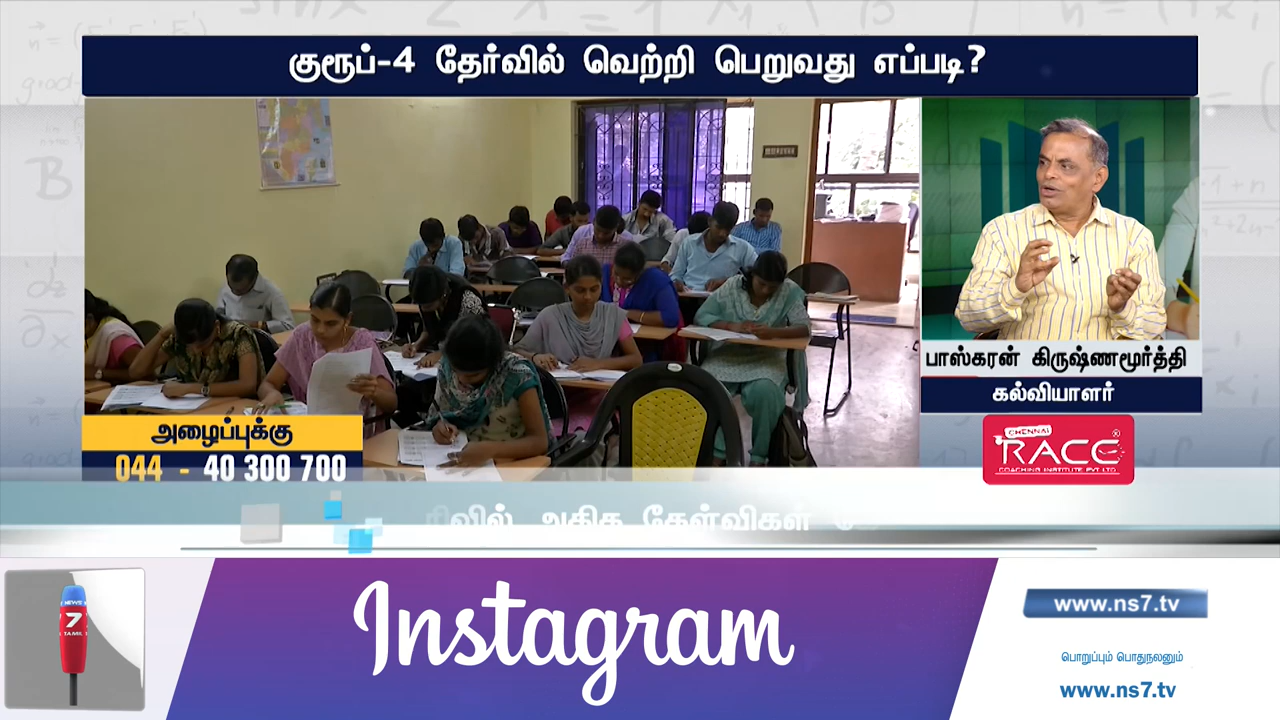 குரூப்-4 தேர்வில் வெற்றி பெறுவது எப்படி?
பாஸ்கரன் கிருஷ்ணமூர்த்தி
கல்வியாளர்
அழைப்புக்கு
044 - 40 300 700
CHENNAI
RACE
COACHING INSTITUTE PVT LTD
அதிக கேள்விகள்
NEWS
7
TAMIL
Instagram
www.ns7.tv
பொறுப்பும் பொதுநலனும்
www.ns7.tv